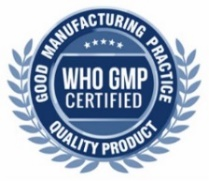 GOOD MANUFACTURING PRACTICE
WHO GMP
CERTIFIED
QUALITY PRODUCT